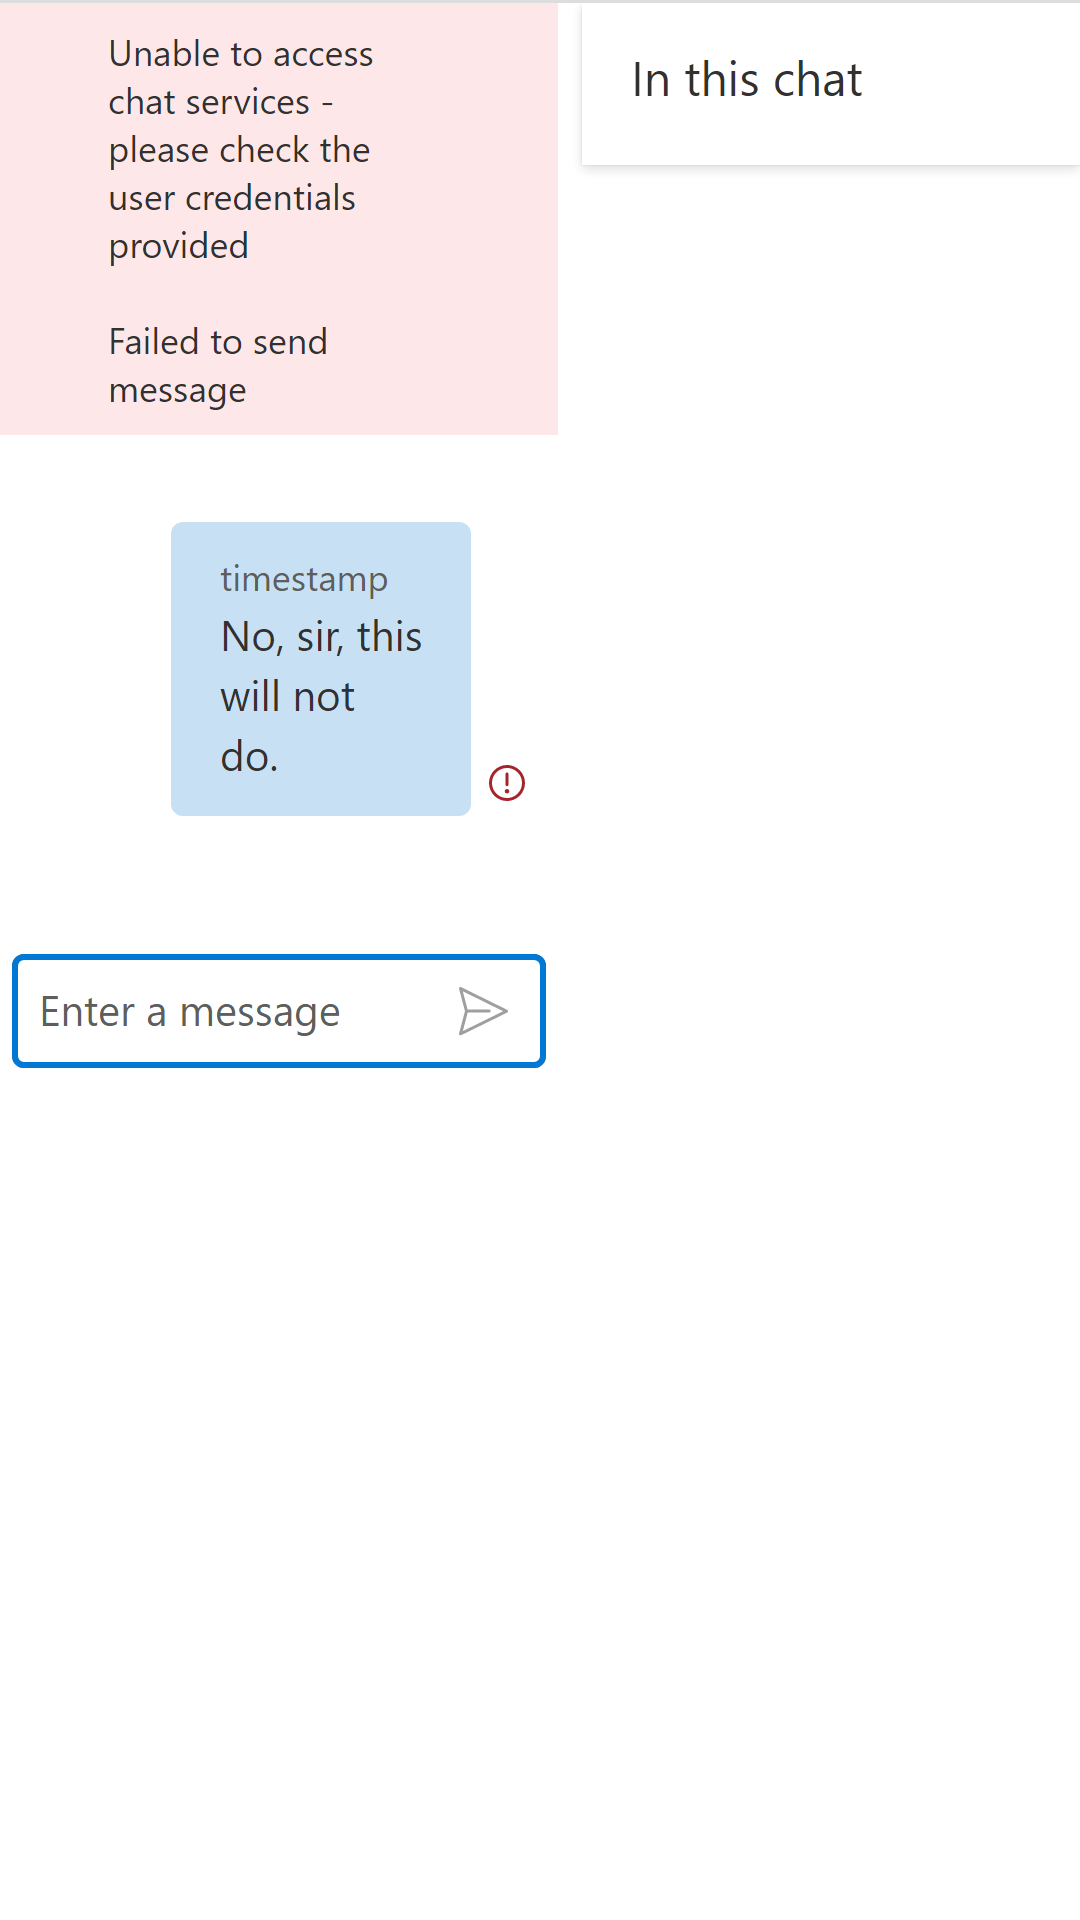 Unable to access
chat services -
please check the
user credentials
provided
Failed to send
message
In this chat
timestamp
No, sir, this
will not
do.
Enter a message